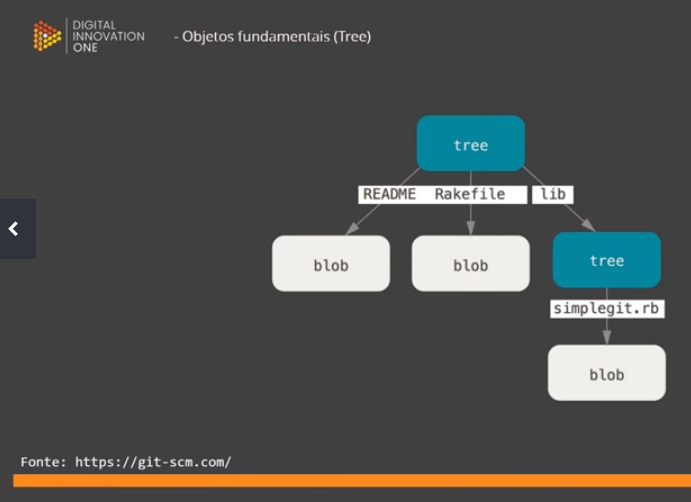 DIGITAL
INNOVATION
ONE
- Objetos fundamentais (Tree)
tree
README Rakefile lib
blob blob tree
simplegit.rb
blob
Fonte: https://git-scm.com/